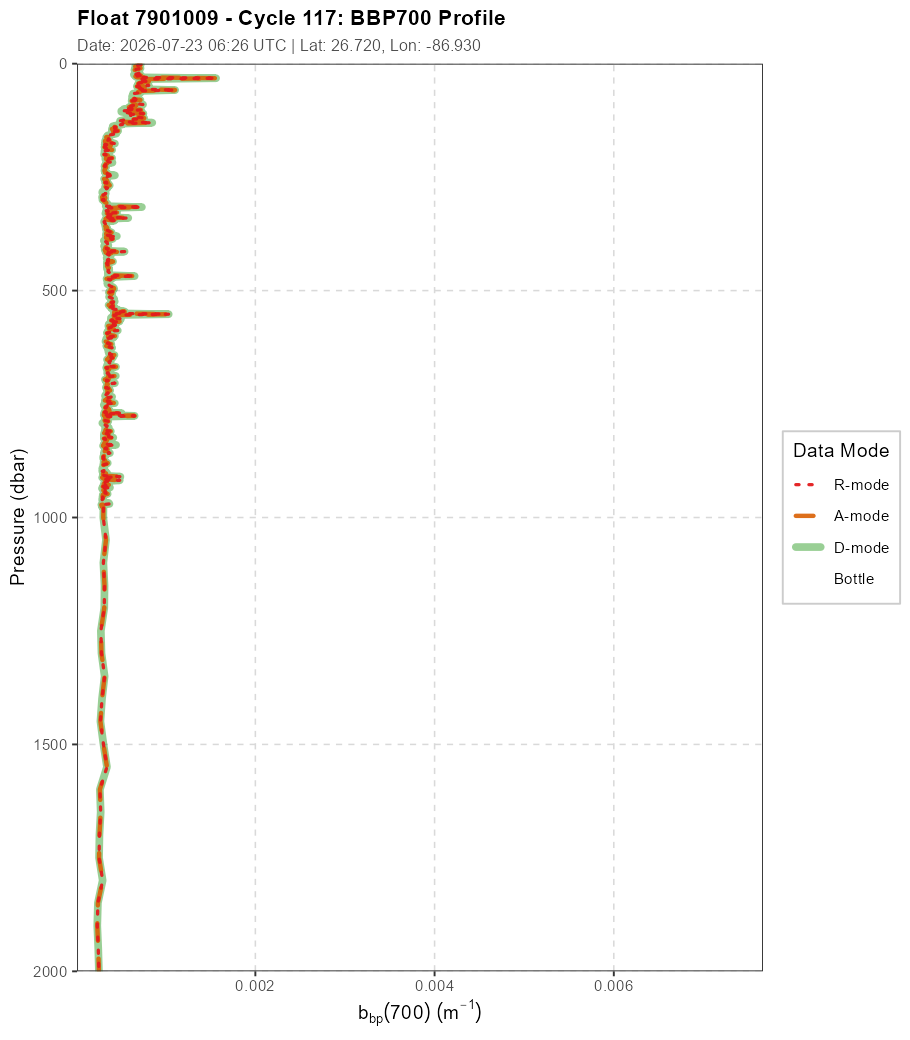 Float 7901009 - Cycle 117: BBP700 Profile
Date: 2026-07-23 06:26 UTC | Lat: 26.720, Lon: -86.930
0
500
1000
1500
2000
Pressure (dbar)
0.002
0.004
0.006
b_bp(700) (m⁻¹)
Data Mode
R-mode
A-mode
D-mode
Bottle